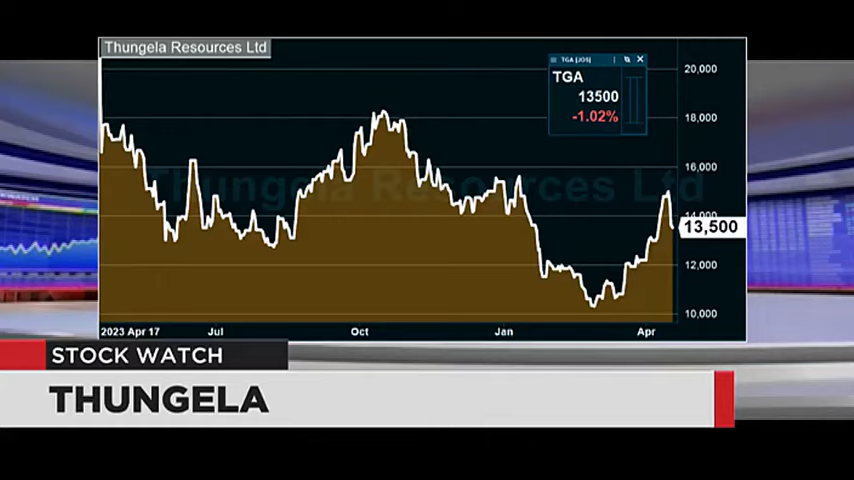 Thungela Resources Ltd
TGA [JOS]
TGA
13500
-1.02%
20,000
18,000
16,000
Thungela Resources Ltd
14,000
13,500
12,000
10,000
2023 Apr 17 Jul Oct Jan Apr
STOCK WATCH
THUNGELA